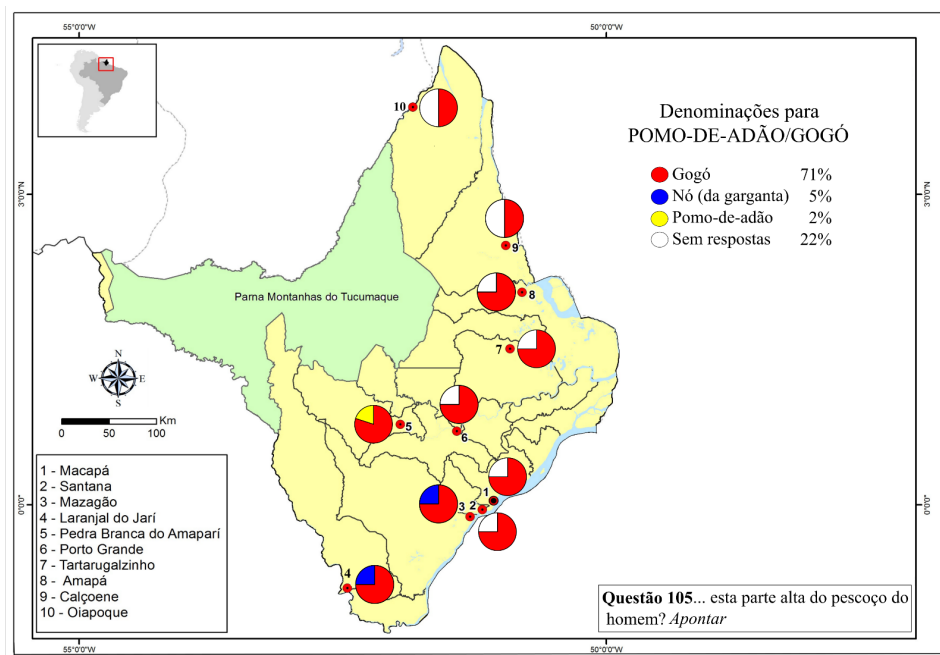 55°0'0"W
50°0'0"W
Denominações para
POMO-DE-ADÃO/GOGÓ
Gogó 71%
Nó (da garganta) 5%
Pomo-de-adão 2%
Sem respostas 22%
3°0'0"N
3°0'0"N
10
9
8
7
Parna Montanhas do Tucumaque
N
W E
S
Km
0 50 100
5
6
1
2
3
4
0°0'0"
0°0'0"
1 - Macapá
2 - Santana
3 - Mazagão
4 - Laranjal do Jarí
5 - Pedra Branca do Amaparí
6 - Porto Grande
7 - Tartarugalzinho
8 - Amapá
9 - Calçoene
10 - Oiapoque
Questão 105... esta parte alta do pescoço do
homem? Apontar
55°0'0"W
50°0'0"W